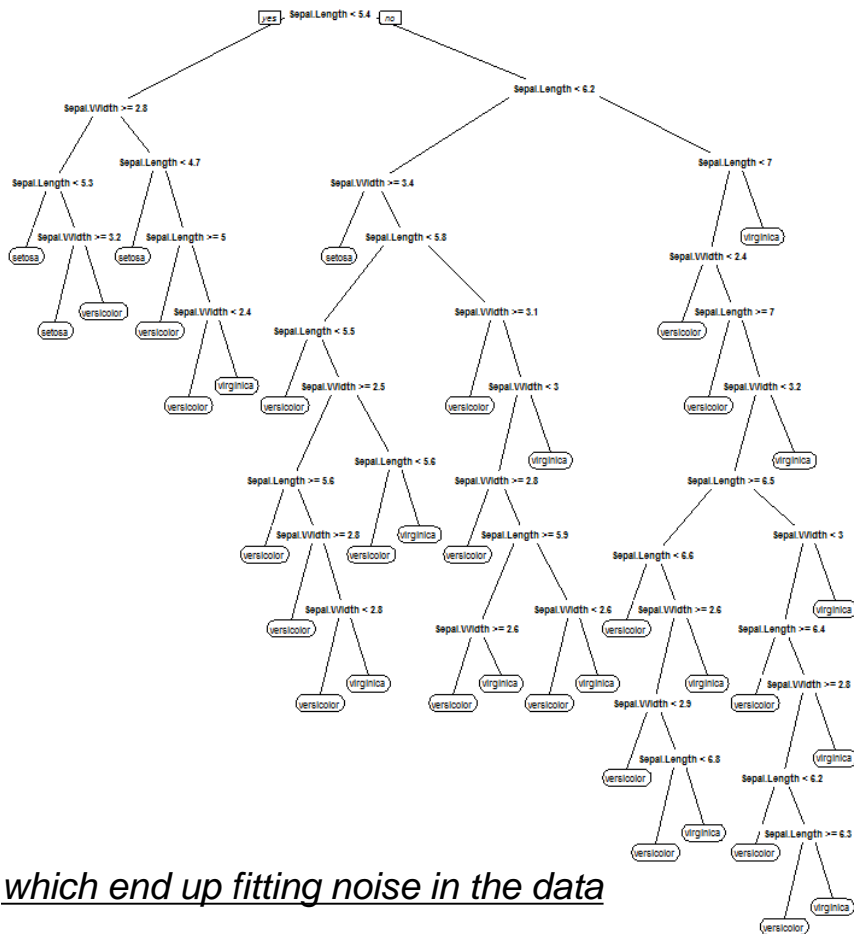 yes Sepal.Length < 5.4 no
Sepal.Length < 6.2
Sepal.Width >= 2.8
Sepal.Length < 4.7 Sepal.Length < 7
Sepal.Length < 5.3 Sepal.Width >= 3.4
Sepal.Width >= 3.2 Sepal.Length >= 5 Sepal.Length < 5.8 virginica
setosa setosa setosa Sepal.Width < 2.4
Sepal.Width < 2.4 Sepal.Width >= 3.1 Sepal.Length >= 7
versicolor
setosa versicolor Sepal.Length < 5.5 versicolor
virginica Sepal.Width >= 2.5 Sepal.Width < 3 Sepal.Width < 3.2
versicolor versicolor versicolor versicolor
Sepal.Length < 5.6 virginica virginica
Sepal.Length >= 5.6 Sepal.Width >= 2.8 Sepal.Length >= 6.5
Sepal.Width >= 2.8 virginica Sepal.Length >= 5.9 Sepal.Width < 3
versicolor versicolor versicolor Sepal.Length < 6.6
Sepal.Width < 2.8 Sepal.Width < 2.6 Sepal.Width >= 2.6 virginica
versicolor Sepal.Width >= 2.6 versicolor Sepal.Length >= 6.4
virginica virginica virginica virginica Sepal.Width >= 2.8
versicolor versicolor versicolor Sepal.Width < 2.9 versicolor
Sepal.Length < 6.8 virginica
versicolor Sepal.Length < 6.2
virginica Sepal.Length >= 6.3
versicolor versicolor
which end up fitting noise in the data virginica
versicolor